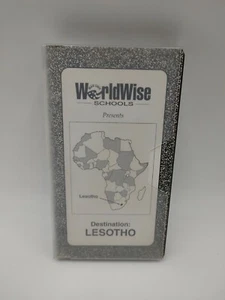 WorldWise
SCHOOLS
Presents
Lesotho
Destination:
LESOTHO